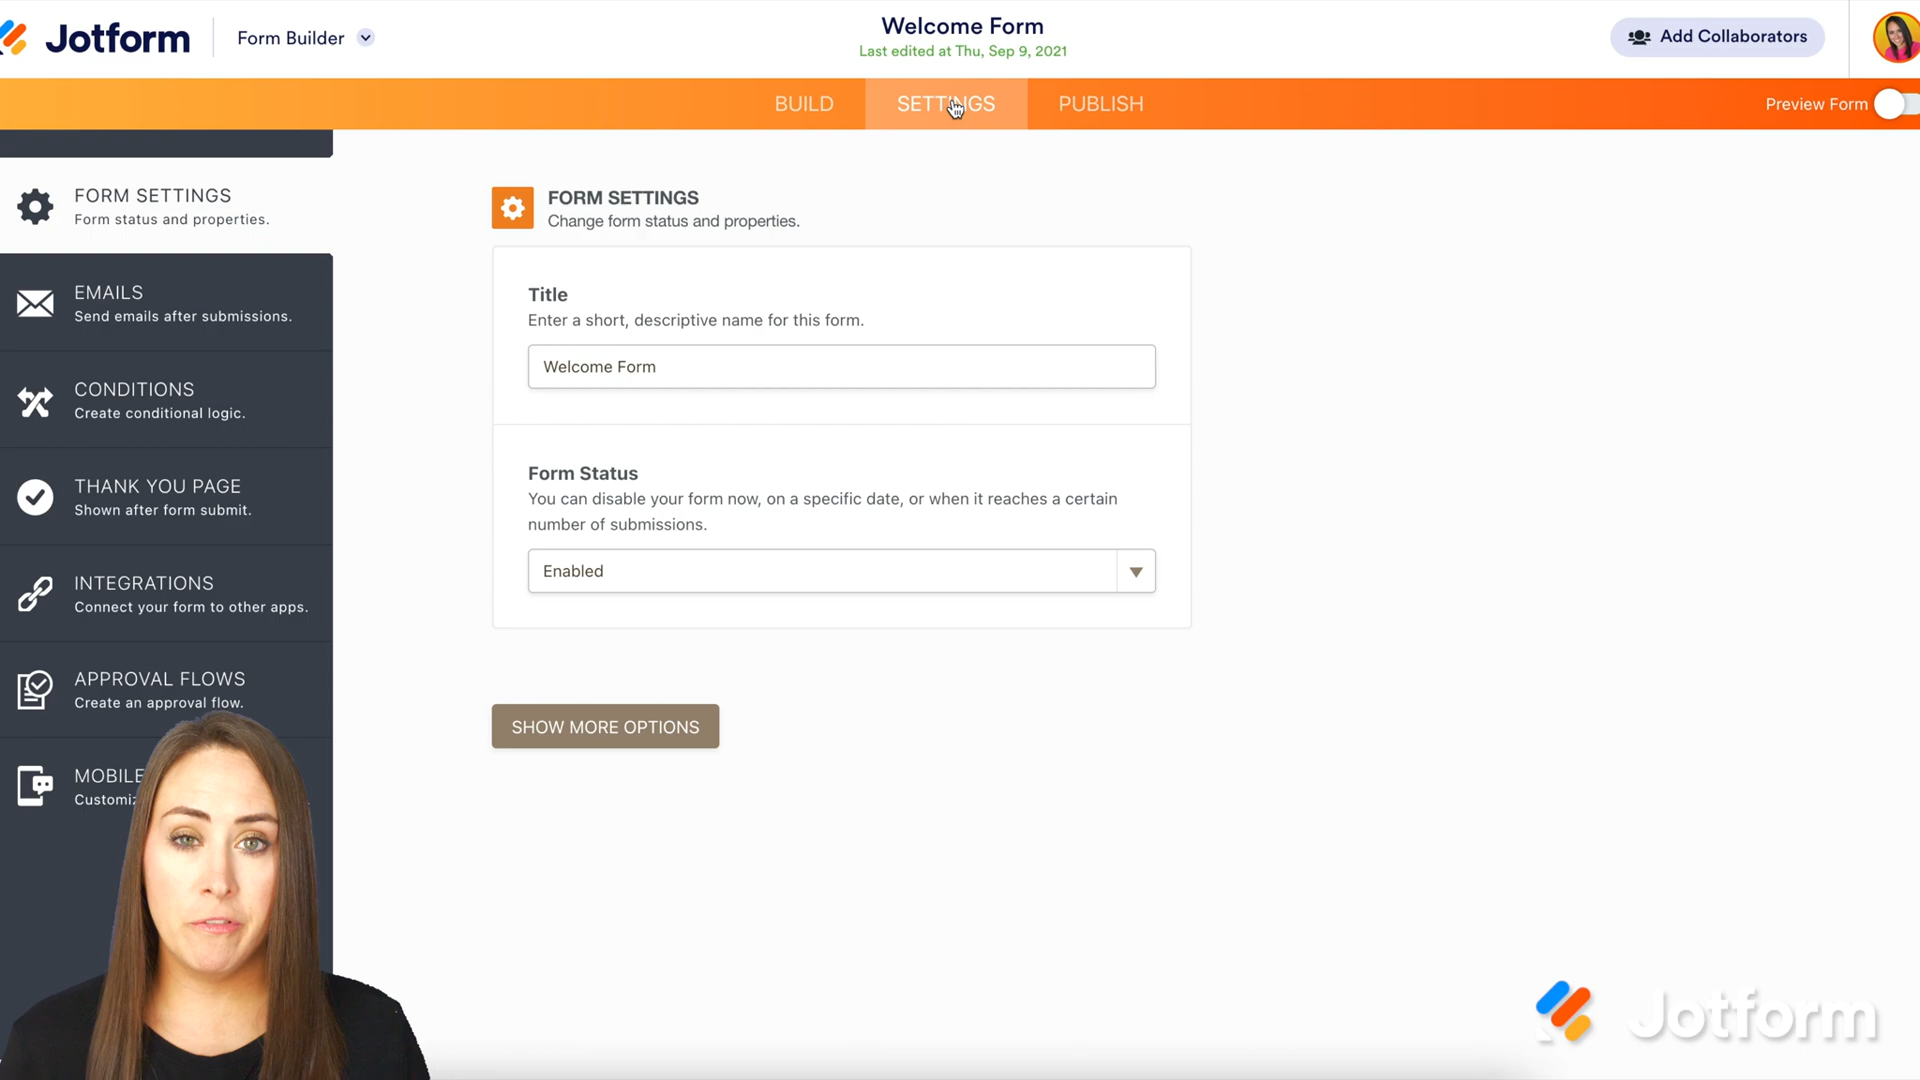 Jotform
Form Builder
Welcome Form
Last edited at Thu, Sep 9, 2021
Add Collaborators
BUILD
SETTINGS
PUBLISH
Preview Form
FORM SETTINGS
Form status and properties.
EMAILS
Send emails after submissions.
CONDITIONS
Create conditional logic.
THANK YOU PAGE
Shown after form submit.
INTEGRATIONS
Connect your form to other apps.
APPROVAL FLOWS
Create an approval flow.
MOBILE
FORM SETTINGS
Change form status and properties.
Title
Enter a short, descriptive name for this form.
Welcome Form
Form Status
You can disable your form now, on a specific date, or when it reaches a certain
number of submissions.
Enabled
SHOW MORE OPTIONS
Jotform